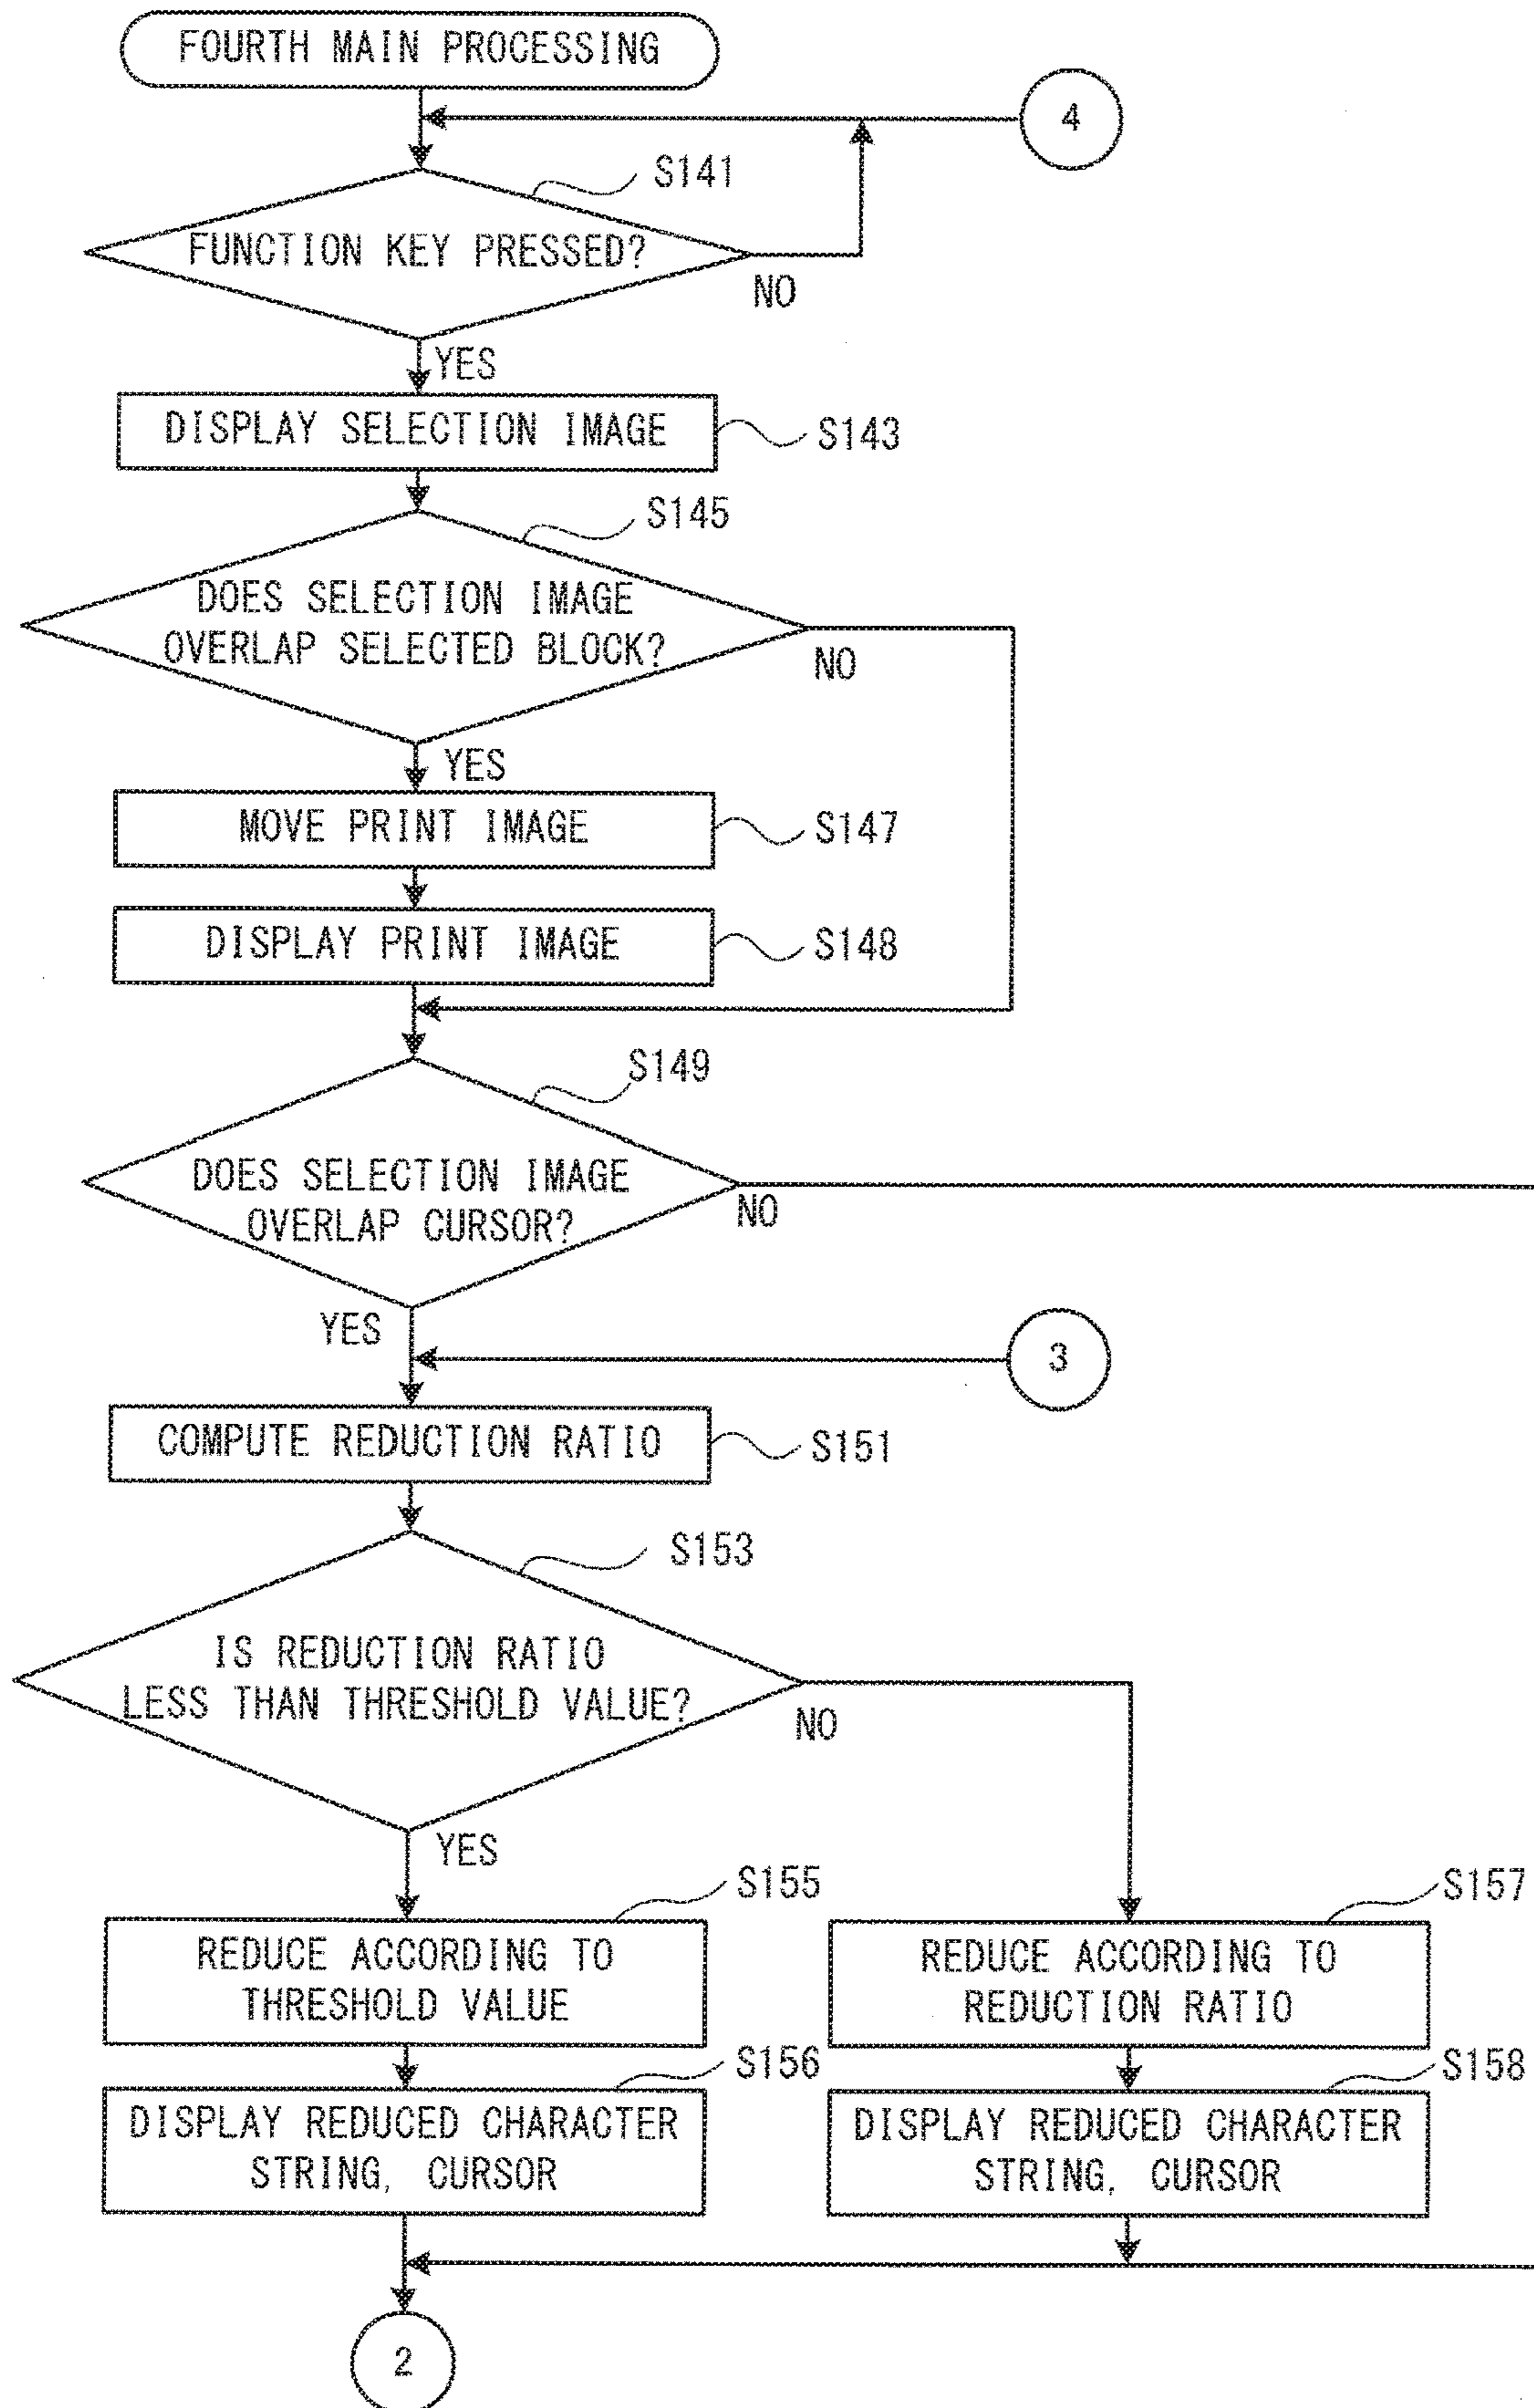 FOURTH MAIN PROCESSING
4
S141
FUNCTION KEY PRESSED?
NO
YES
DISPLAY SELECTION IMAGE
S143
S145
DOES SELECTION IMAGE
OVERLAP SELECTED BLOCK?
NO
YES
MOVE PRINT IMAGE
S147
DISPLAY PRINT IMAGE
S148
S149
DOES SELECTION IMAGE
OVERLAP CURSOR?
NO
YES
3
COMPUTE REDUCTION RATIO
S151
S153
IS REDUCTION RATIO
LESS THAN THRESHOLD VALUE?
NO
YES
S155
REDUCE ACCORDING TO
THRESHOLD VALUE
S157
REDUCE ACCORDING TO
REDUCTION RATIO
S156
DISPLAY REDUCED CHARACTER
STRING, CURSOR
S158
DISPLAY REDUCED CHARACTER
STRING, CURSOR
2